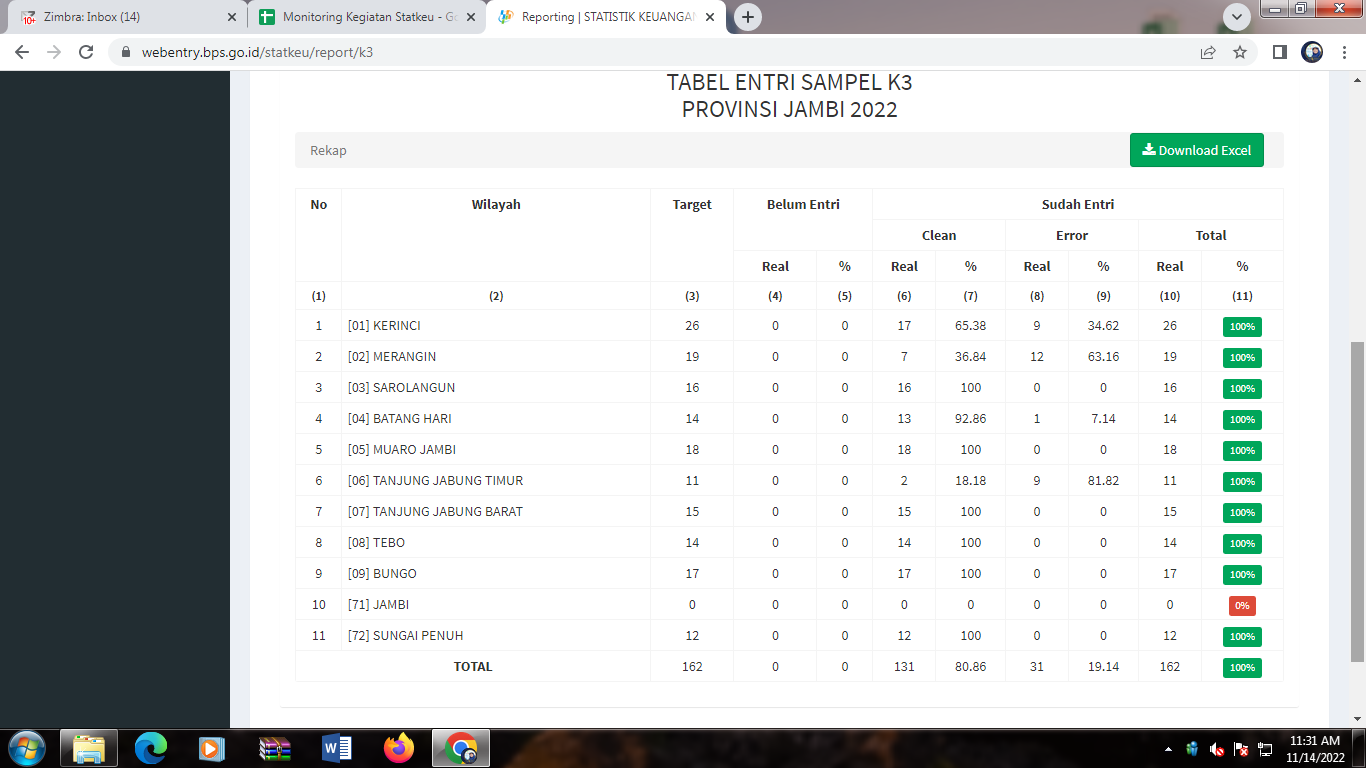 Zimbra: Inbox (14)
Monitoring Kegiatan Statkeu - Go
Reporting | STATISTIK KEUANGAN
webentry.bps.go.id/statkeu/report/k3
TABEL ENTRI SAMPEL K3
PROVINSI JAMBI 2022
Rekap
Download Excel
No Wilayah Target Belum Entri Sudah Entri
Clean Error Total
Real % Real % Real % Real %
(1) (2) (3) (4) (5) (6) (7) (8) (9) (10) (11)
1 [01] KERINCI 26 0 0 17 65.38 9 34.62 26 100%
2 [02] MERANGIN 19 0 0 7 36.84 12 63.16 19 100%
3 [03] SAROLANGUN 16 0 0 16 100 0 0 16 100%
4 [04] BATANG HARI 14 0 0 13 92.86 1 7.14 14 100%
5 [05] MUARO JAMBI 18 0 0 18 100 0 0 18 100%
6 [06] TANJUNG JABUNG TIMUR 11 0 0 2 18.18 9 81.82 11 100%
7 [07] TANJUNG JABUNG BARAT 15 0 0 15 100 0 0 15 100%
8 [08] TEBO 14 0 0 14 100 0 0 14 100%
9 [09] BUNGO 17 0 0 17 100 0 0 17 100%
10 [71] JAMBI 0 0 0 0 0 0 0 0 0%
11 [72] SUNGAI PENUH 12 0 0 12 100 0 0 12 100%
TOTAL 162 0 0 131 80.86 31 19.14 162 100%
11:31 AM
11/14/2022